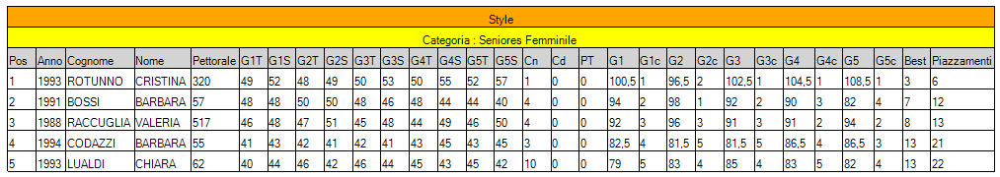 Style
Categoria : Seniores Femminile
Pos Anno Cognome Nome Pettorale G1T G1S G2T G2S G3T G3S G4T G4S G5T G5S Cn Cd PT G1 G1c G2 G2c G3 G3c G4 G4c G5 G5c Best Piazzamenti
1 1993 ROTUNNO CRISTINA 320 49 52 48 49 50 53 50 55 52 57 1 0 0 100,5 1 96,5 2 102,5 1 104,5 1 108,5 1 3 6
2 1991 BOSSI BARBARA 57 48 48 50 50 48 46 48 44 44 40 4 0 0 94 2 98 1 92 2 90 3 82 4 7 12
3 1988 RACCUGLIA VALERIA 517 46 48 47 51 45 48 44 49 46 50 4 0 0 92 3 96 3 91 3 91 2 94 2 8 13
4 1994 CODAZZI BARBARA 55 41 43 42 41 41 43 45 43 45 43 3 0 0 82,5 4 81,5 5 81,5 5 86,5 4 86,5 3 13 21
5 1993 LUALDI CHIARA 62 40 44 46 42 46 44 45 43 42 45 10 0 0 79 5 83 4 85 4 83 5 82 4 13 22